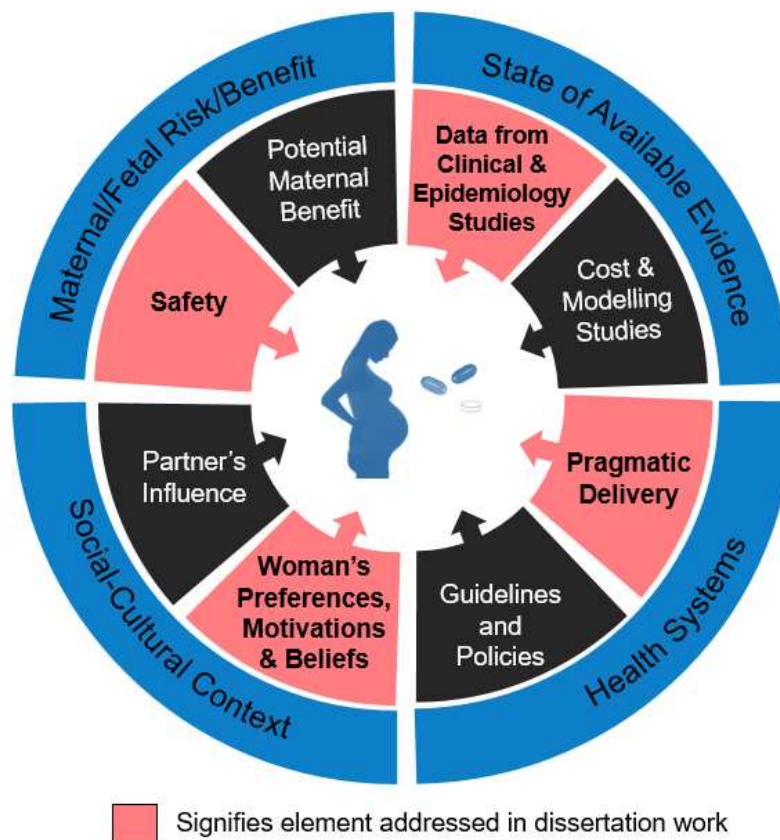 Maternal/Fetal Risk/Benefit
State of Available Evidence
Potential
Maternal
Benefit
Data from
Clinical &
Epidemiology
Studies
Safety
Cost &
Modelling
Studies
Partner's
Influence
Pragmatic
Delivery
Woman's
Preferences,
Motivations
& Beliefs
Guidelines
and
Policies
Social-Cultural Context
Health Systems
Signifies element addressed in dissertation work